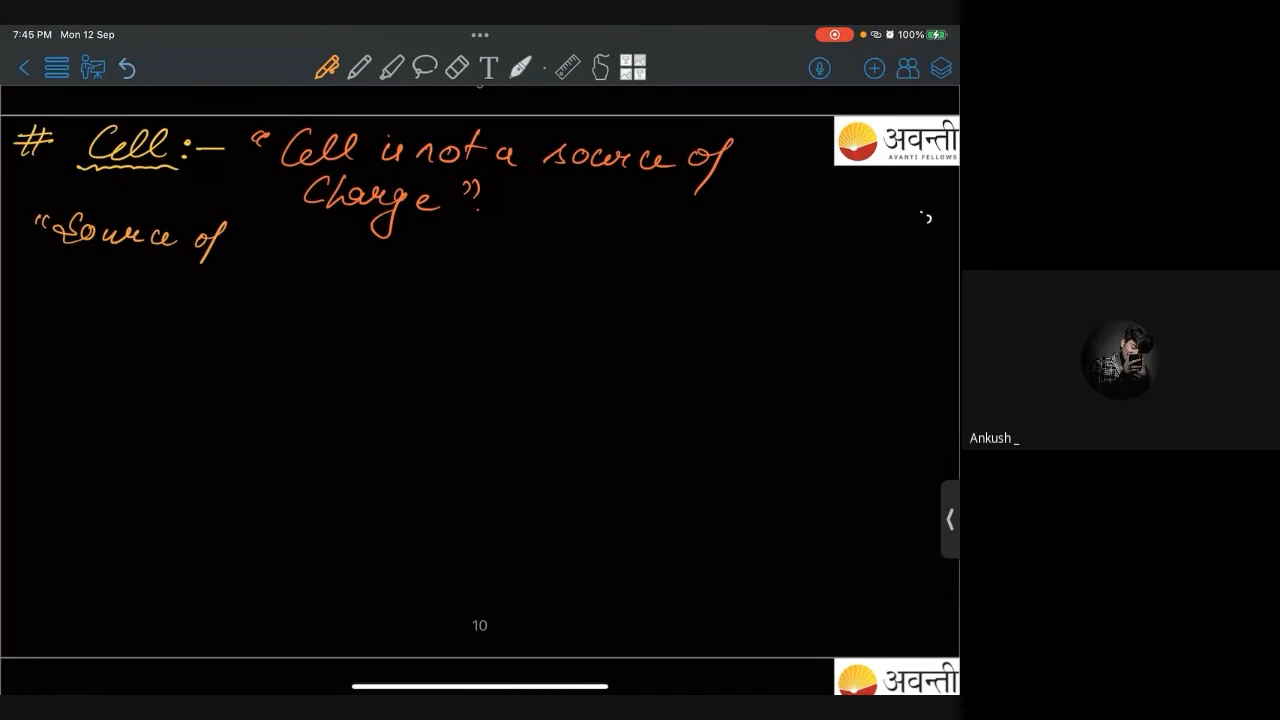 7:45 PM Mon 12 Sep
100%
T
# Cell :- "Cell is not a source of
Charge"
अवन्ती
AVANTI FELLOWS
"Source of
Ankush _
10
अवन्ती